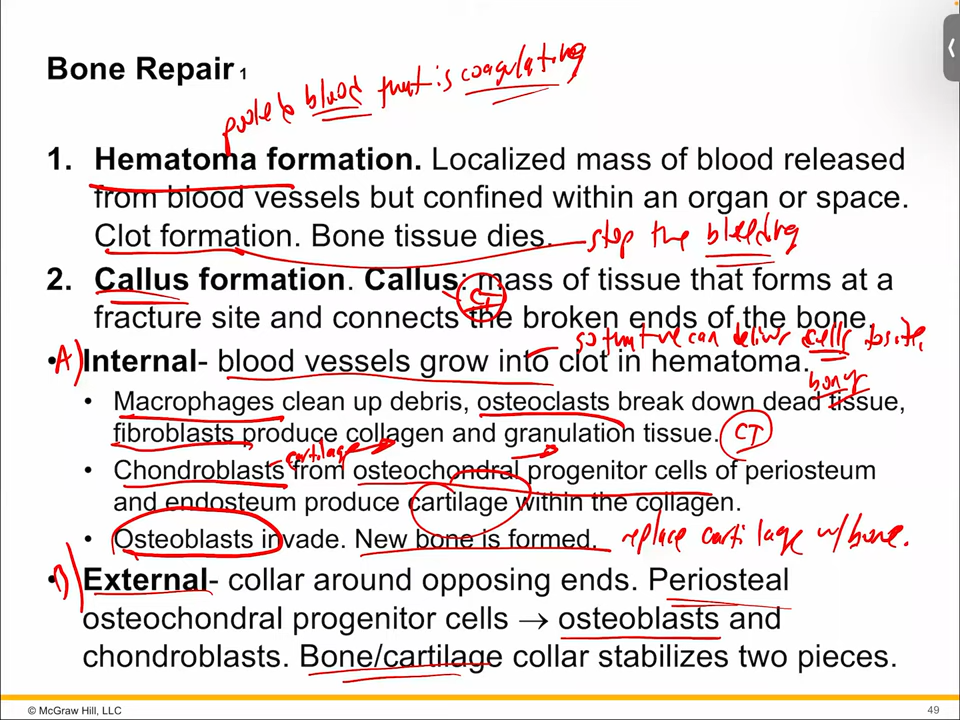 Bone Repair 1
blood that is coagulating
1. Hematoma formation. Localized mass of blood released
from blood vessels but confined within an organ or space.
Clot formation. Bone tissue dies. stop the bleeding
2. Callus formation. Callus: mass of tissue that forms at a
CT
fracture site and connects the broken ends of the bone.
so that we can deliver cells to site.
A) • Internal- blood vessels grow into clot in hematoma.
bony
• Macrophages clean up debris, osteoclasts break down dead tissue,
fibroblasts produce collagen and granulation tissue. CT
cartilage
• Chondroblasts from osteochondral progenitor cells of periosteum
and endosteum produce cartilage within the collagen.
• Osteoblasts invade. New bone is formed. replace cartilage w/ bone.
B) • External- collar around opposing ends. Periosteal
osteochondral progenitor cells → osteoblasts and
chondroblasts. Bone/cartilage collar stabilizes two pieces.
© McGraw Hill, LLC
49